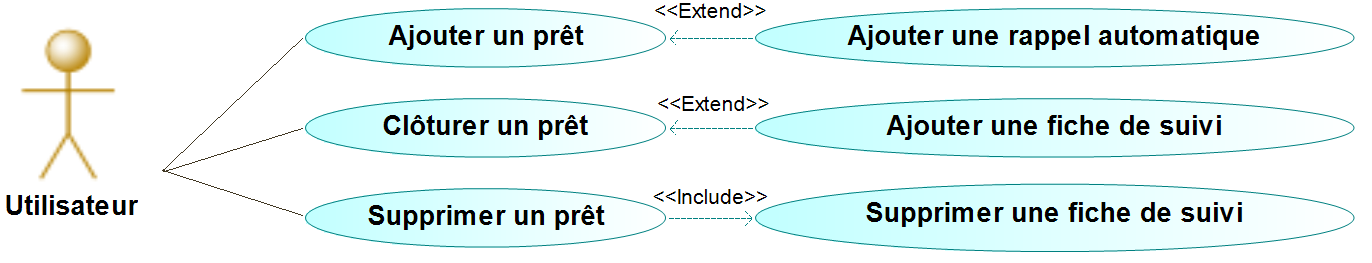 <<Extend>>
Ajouter un prêt
Ajouter une rappel automatique
<<Extend>>
Clôturer un prêt
Ajouter une fiche de suivi
<<Include>>
Utilisateur
Supprimer un prêt
Supprimer une fiche de suivi